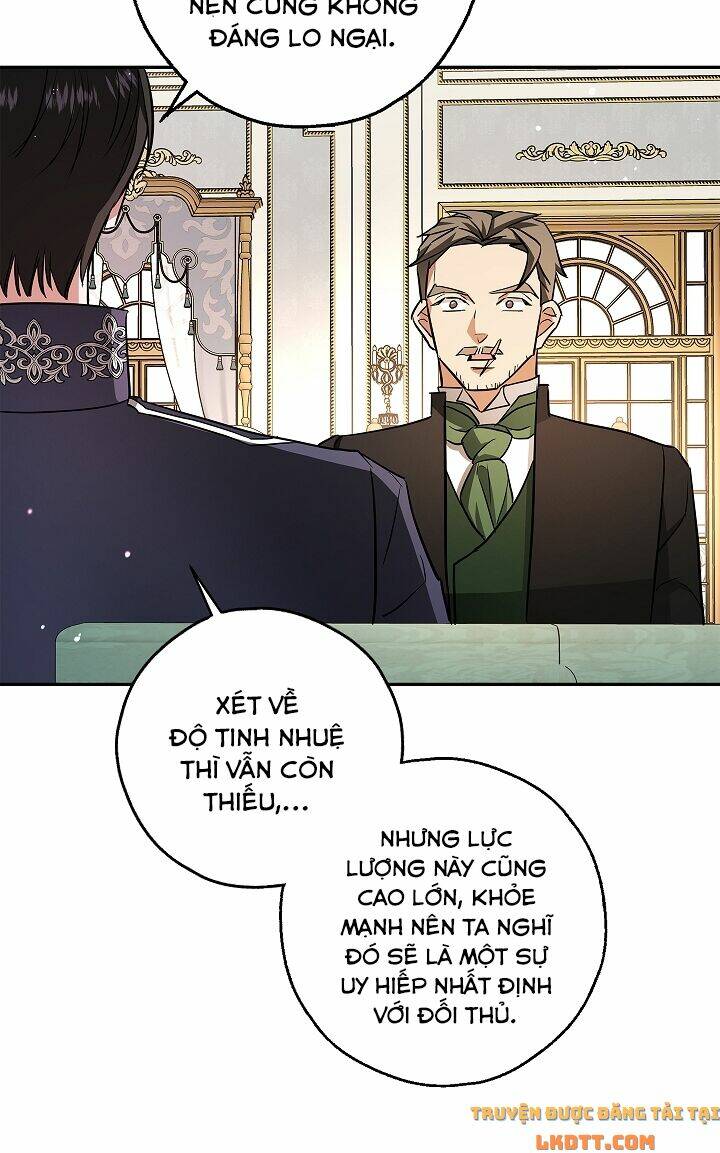 NÊN CŨNG KHÔNG
ĐÁNG LO NGẠI.
XÉT VỀ
ĐỘ TINH NHUỆ
THÌ VẪN CÒN
THIẾU,...
NHƯNG LỰC
LƯỢNG NÀY CŨNG
CAO LỚN, KHỎE
MẠNH NÊN TA NGHĨ
ĐÓ SẼ LÀ MỘT SỰ
UY HIẾP NHẤT ĐỊNH
VỚI ĐỐI THỦ.
TRUYỆN ĐƯỢC ĐĂNG TẢI TẠI
LKDTT.COM